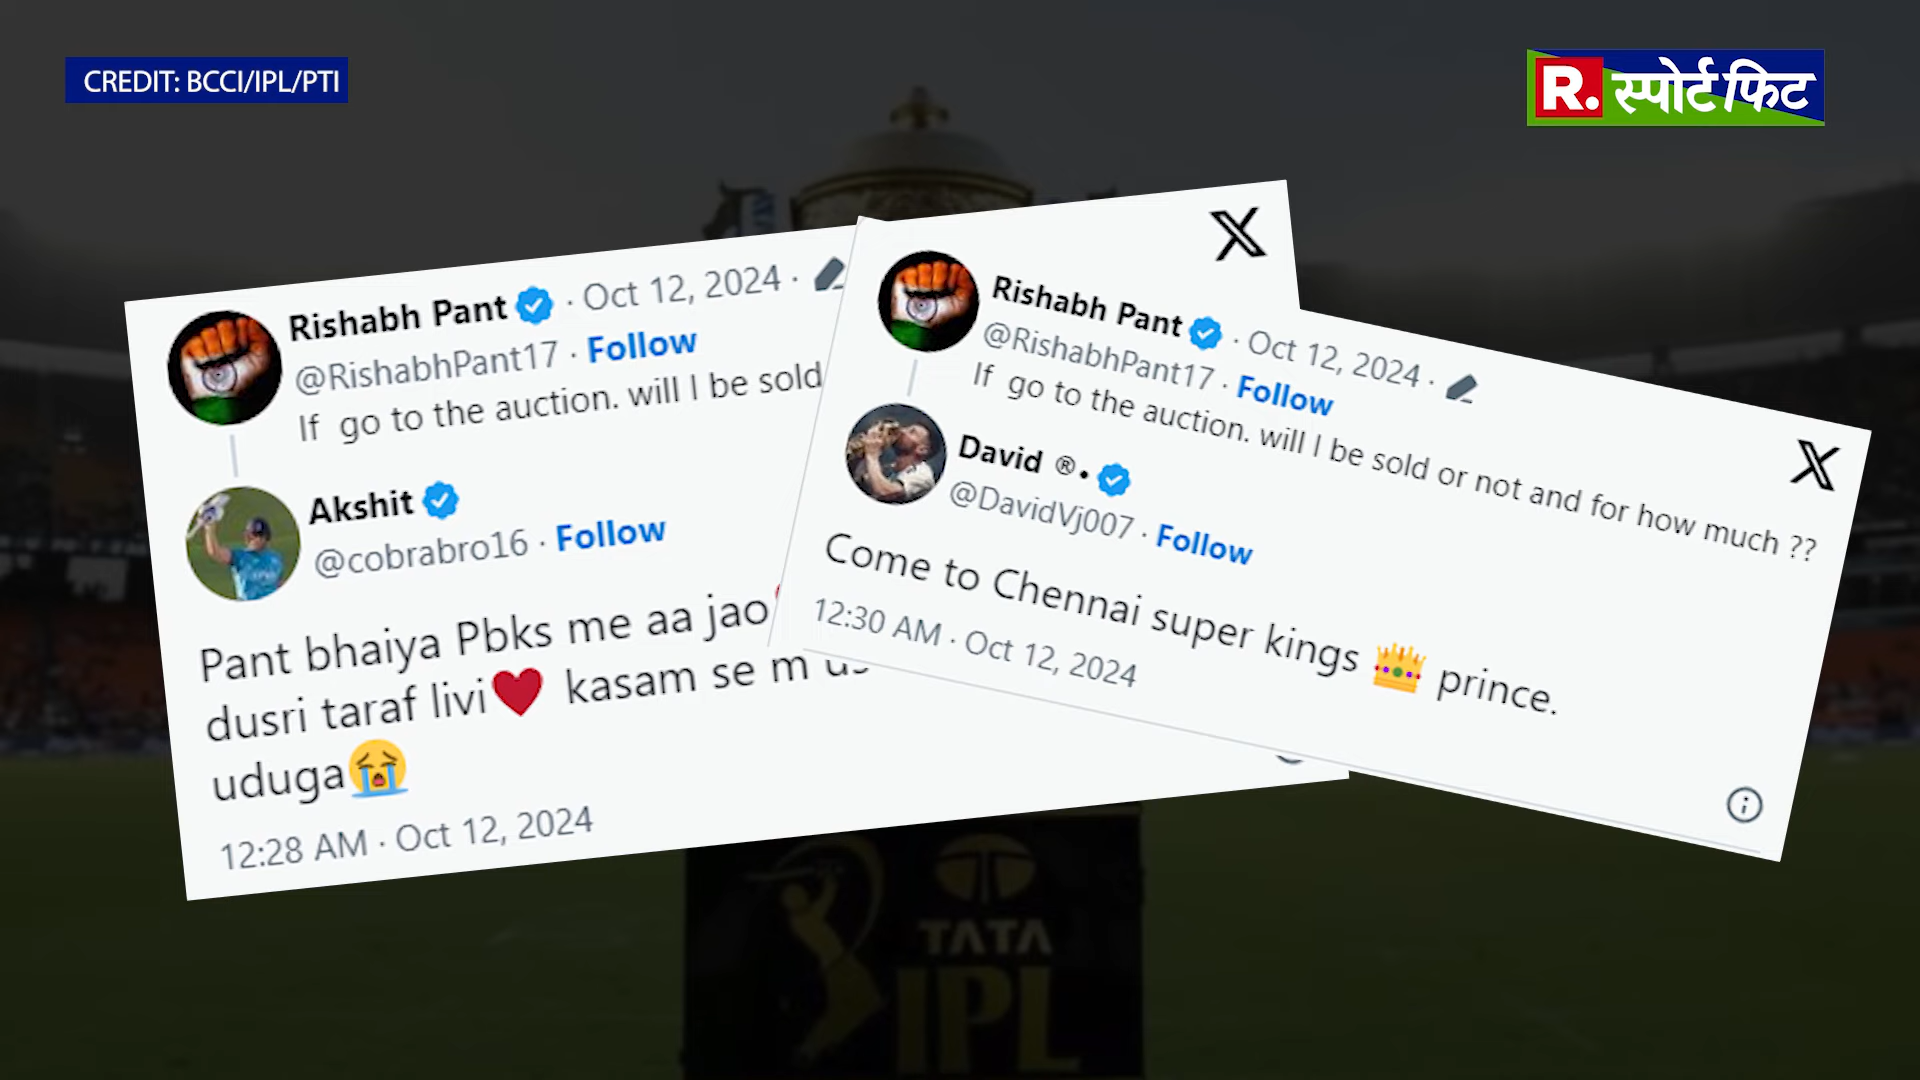 CREDIT: BCCI/IPL/PTI
R. स्पोर्ट फिट
Rishabh Pant · Oct 12, 2024 ·
@RishabhPant17 · Follow
If go to the auction. will I be sold
Akshit
@cobrabro16 · Follow
Pant bhaiya Pbks me aa jao
dusri taraf livi❤️ kasam se m
uduga😭
12:28 AM · Oct 12, 2024
X
Rishabh Pant · Oct 12, 2024 ·
@RishabhPant17 · Follow
If go to the auction. will I be sold or not and for how much ??
X
David ®•
@DavidVj007 · Follow
Come to Chennai super kings 👑 prince.
12:30 AM · Oct 12, 2024
TATA
IPL